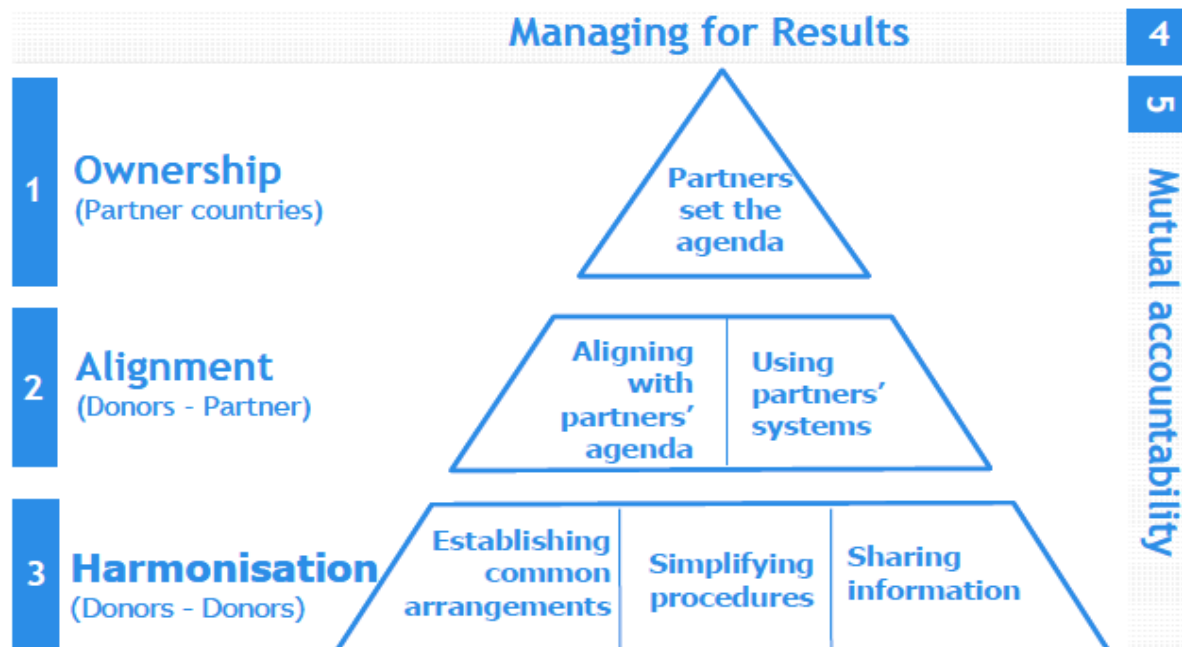 Managing for Results
4
5
Mutual accountability
1
Ownership
(Partner countries)
Partners
set the
agenda
2
Alignment
(Donors - Partner)
Aligning
with
partners’
agenda
Using
partners’
systems
3
Harmonisation
(Donors - Donors)
Establishing
common
arrangements
Simplifying
procedures
Sharing
information